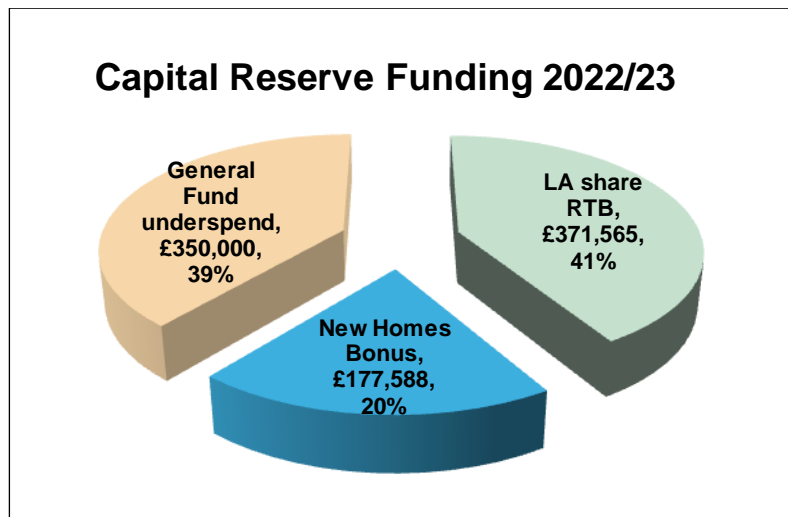 Capital Reserve Funding 2022/23
General
Fund
underspend,
£350,000,
39%
LA share
RTB,
£371,565,
41%
New Homes
Bonus,
£177,588,
20%